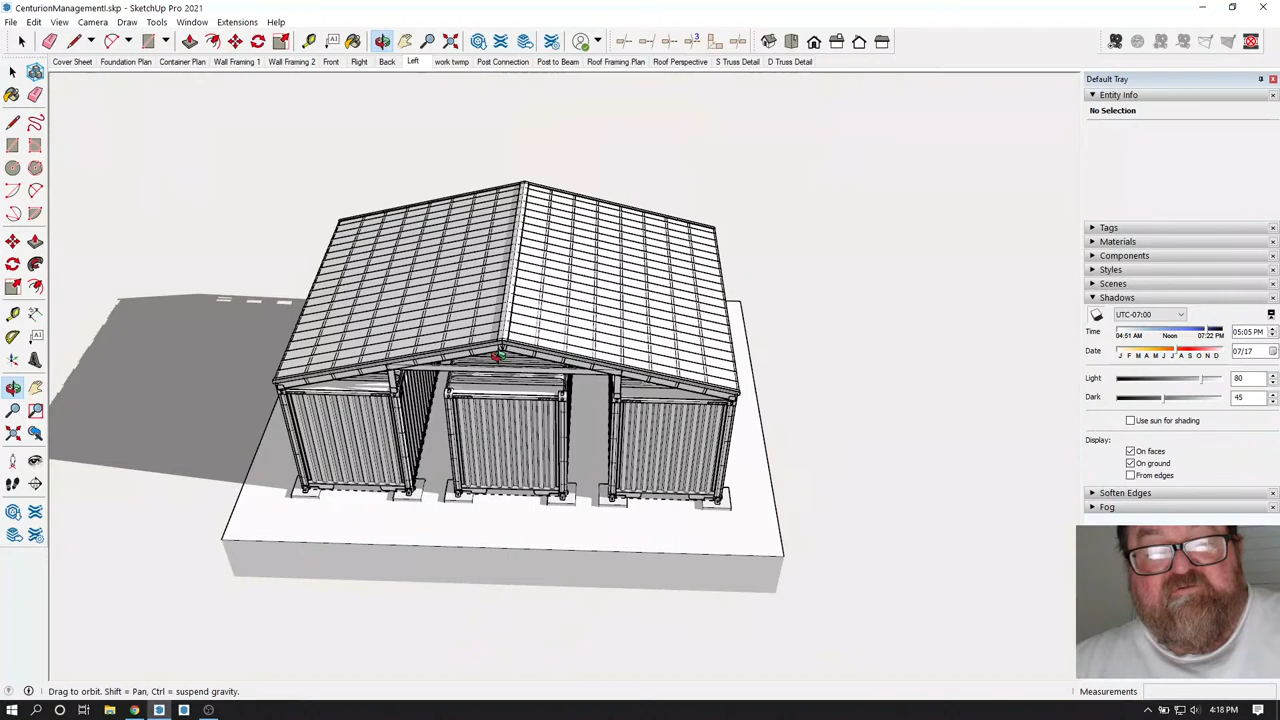 CenturionManagementI.skp - SketchUp Pro 2021
File Edit View Camera Draw Tools Window Extensions Help
3
Cover Sheet Foundation Plan Container Plan Wall Framing 1 Wall Framing 2 Front Right Back Left work twmp Post Connection Post to Beam Roof Framing Plan Roof Perspective S Truss Detail D Truss Detail
Default Tray
Entity Info
No Selection
Tags
Materials
Components
Styles
Scenes
Shadows
UTC-07:00
Time 04:51 AM Noon 07:22 PM 05:05 PM
Date J F M A M J J A S O N D 07/17
Light 80
Dark 45
Use sun for shading
Display:
On faces
On ground
From edges
Soften Edges
Fog
Drag to orbit. Shift = Pan, Ctrl = suspend gravity.
Measurements
4:18 PM